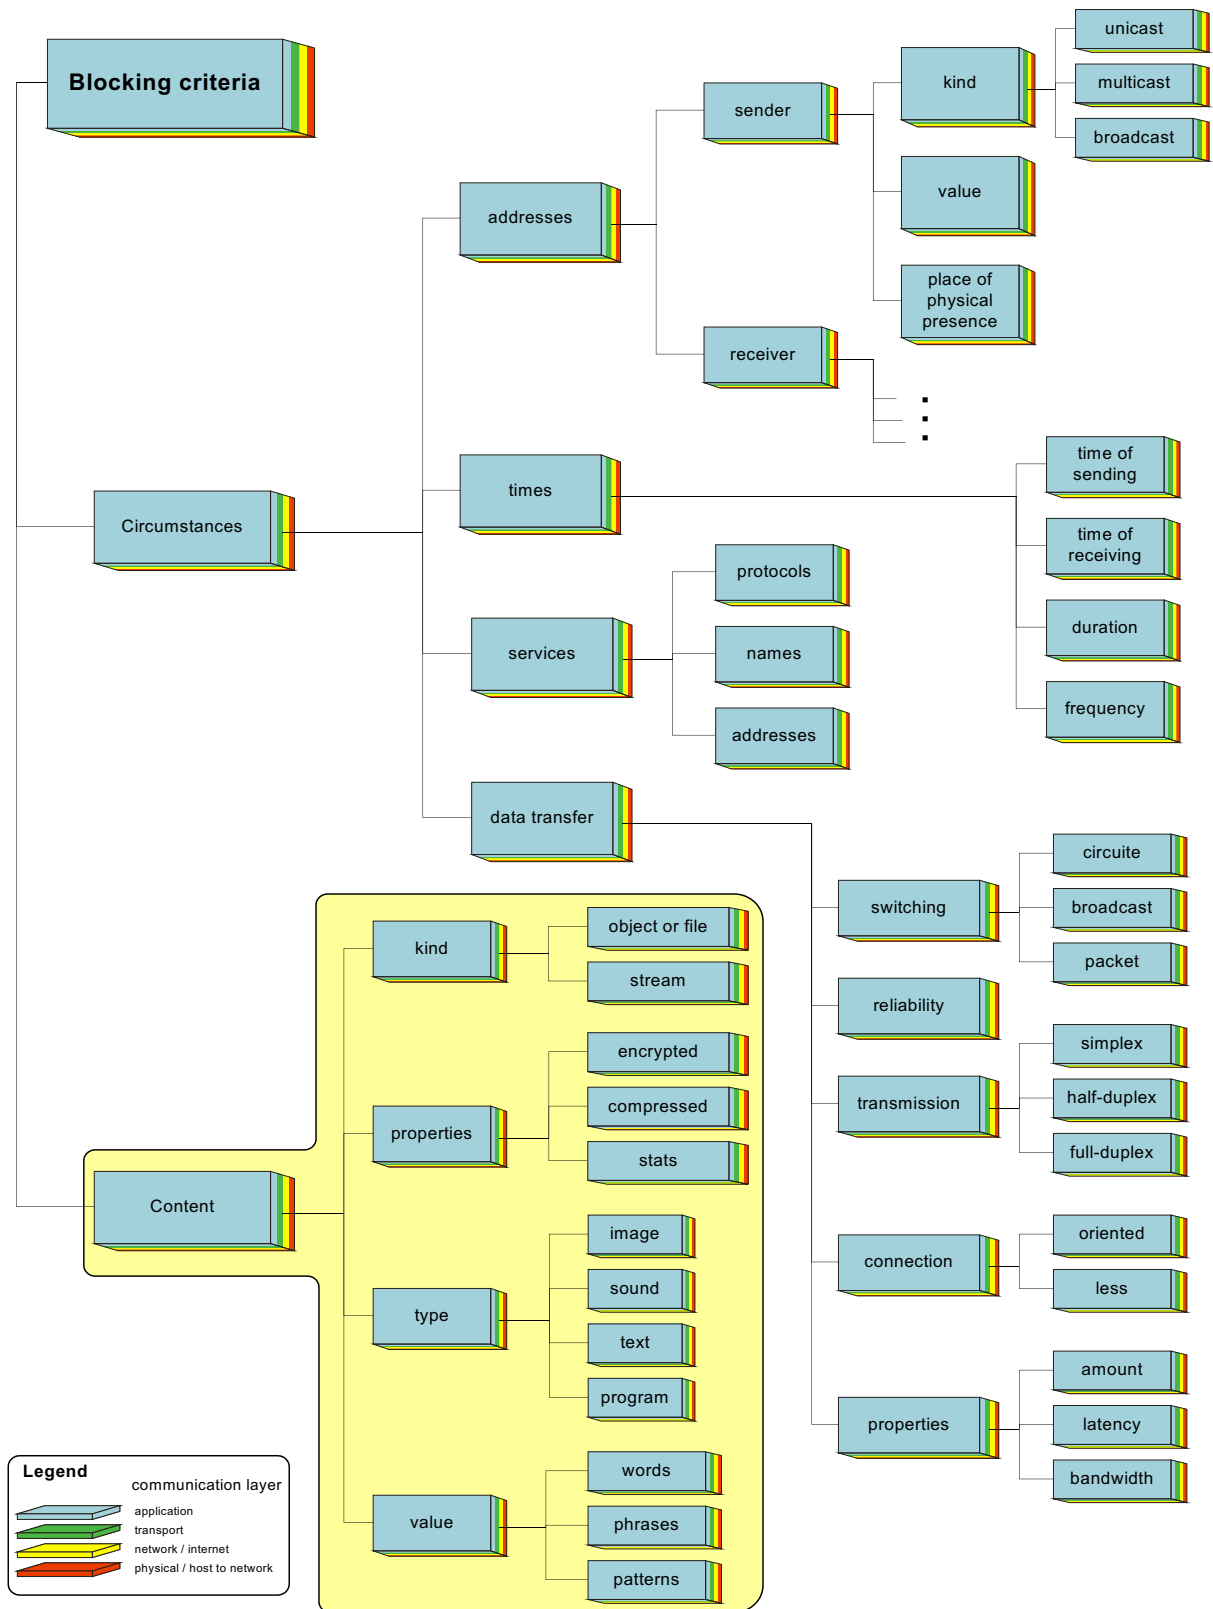 Blocking criteria
Circumstances
addresses
sender
kind
unicast
multicast
broadcast
value
place of
physical
presence
receiver
times
time of
sending
time of
receiving
duration
frequency
services
protocols
names
addresses
data transfer
switching
circuite
broadcast
packet
reliability
transmission
simplex
half-duplex
full-duplex
connection
oriented
less
properties
amount
latency
bandwidth
Content
kind
object or file
stream
properties
encrypted
compressed
stats
type
image
sound
text
program
value
words
phrases
patterns
Legend
communication layer
application
transport
network / internet
physical / host to network